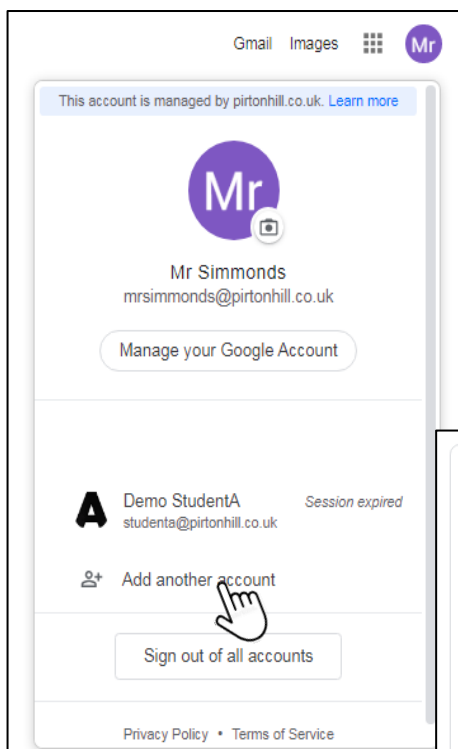 Gmail Images Mr
This account is managed by pirtonhill.co.uk. Learn more
Mr
Mr Simmonds
mrsimmonds@pirtonhill.co.uk
Manage your Google Account
A Demo StudentA Session expired
studenta@pirtonhill.co.uk
Add another account
Sign out of all accounts
Privacy Policy • Terms of Service